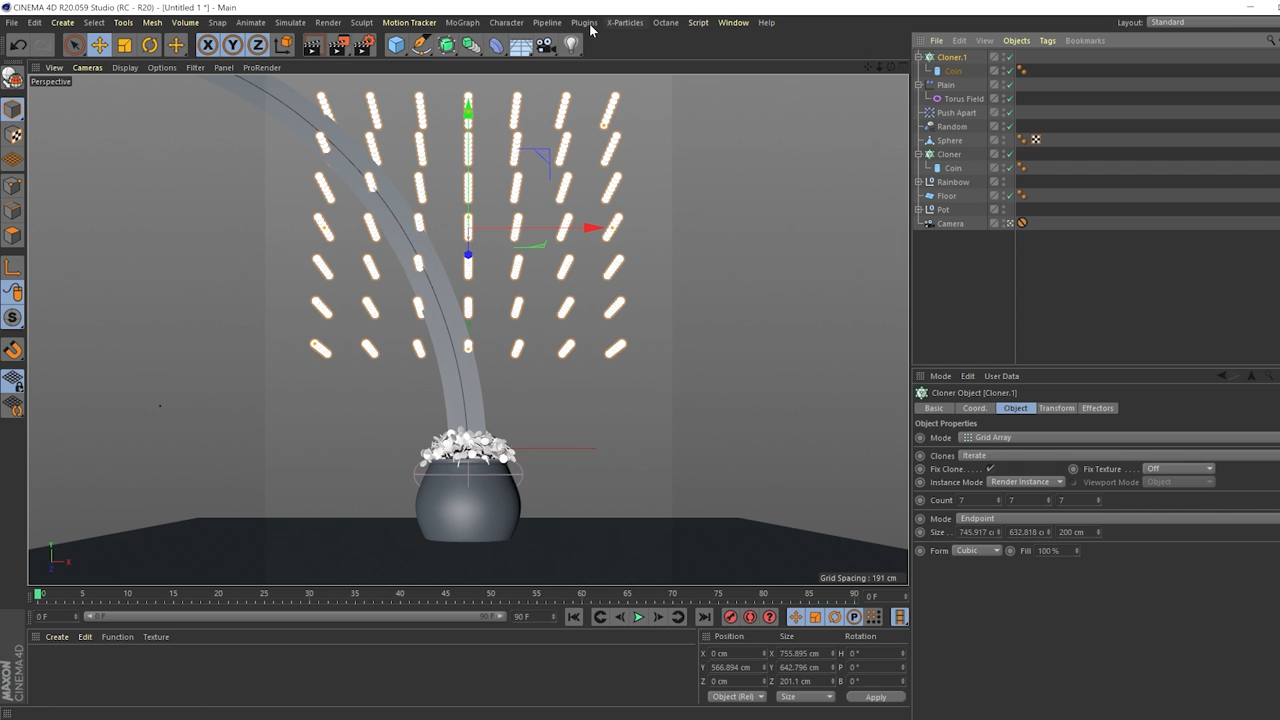 CINEMA 4D R20.059 Studio (RC - R20) - [Untitled 1 *] - Main
File Edit Create Select Tools Mesh Volume Snap Animate Simulate Render Sculpt Motion Tracker MoGraph Character Pipeline Plugins X-Particles Octane Script Window Help Layout: Standard
X Y Z
File Edit View Objects Tags Bookmarks
View Cameras Display Options Filter Panel ProRender
Perspective
Cloner.1
Coin
Plain
Torus Field
Push Apart
Random
Sphere
Cloner
Coin
Rainbow
Floor
Pot
Camera
Mode Edit User Data
Cloner Object [Cloner.1]
Basic Coord. Object Transform Effectors
Object Properties
Mode Grid Array
Clones Iterate
Fix Clone..... Fix Texture .... Off
Instance Mode Render Instance Viewport Mode Object
Count 7 7 7
Mode Endpoint
Size .. 745.917 632.818 200 cm
Form Cubic Fill 100 %
Y X Z
Grid Spacing : 191 cm
0 5 10 15 20 25 30 35 40 45 50 55 60 65 70 75 80 85 90 0 F
0 F 0 F 90 F 90 F
Create Edit Function Texture
Position Size Rotation
X 0 cm X 755.895 cm H 0 °
Y 566.894 cm Y 642.796 cm P 0 °
Z 0 cm Z 201.1 cm B 0 °
Object (Rel) Size Apply
MAXON
CINEMA 4D